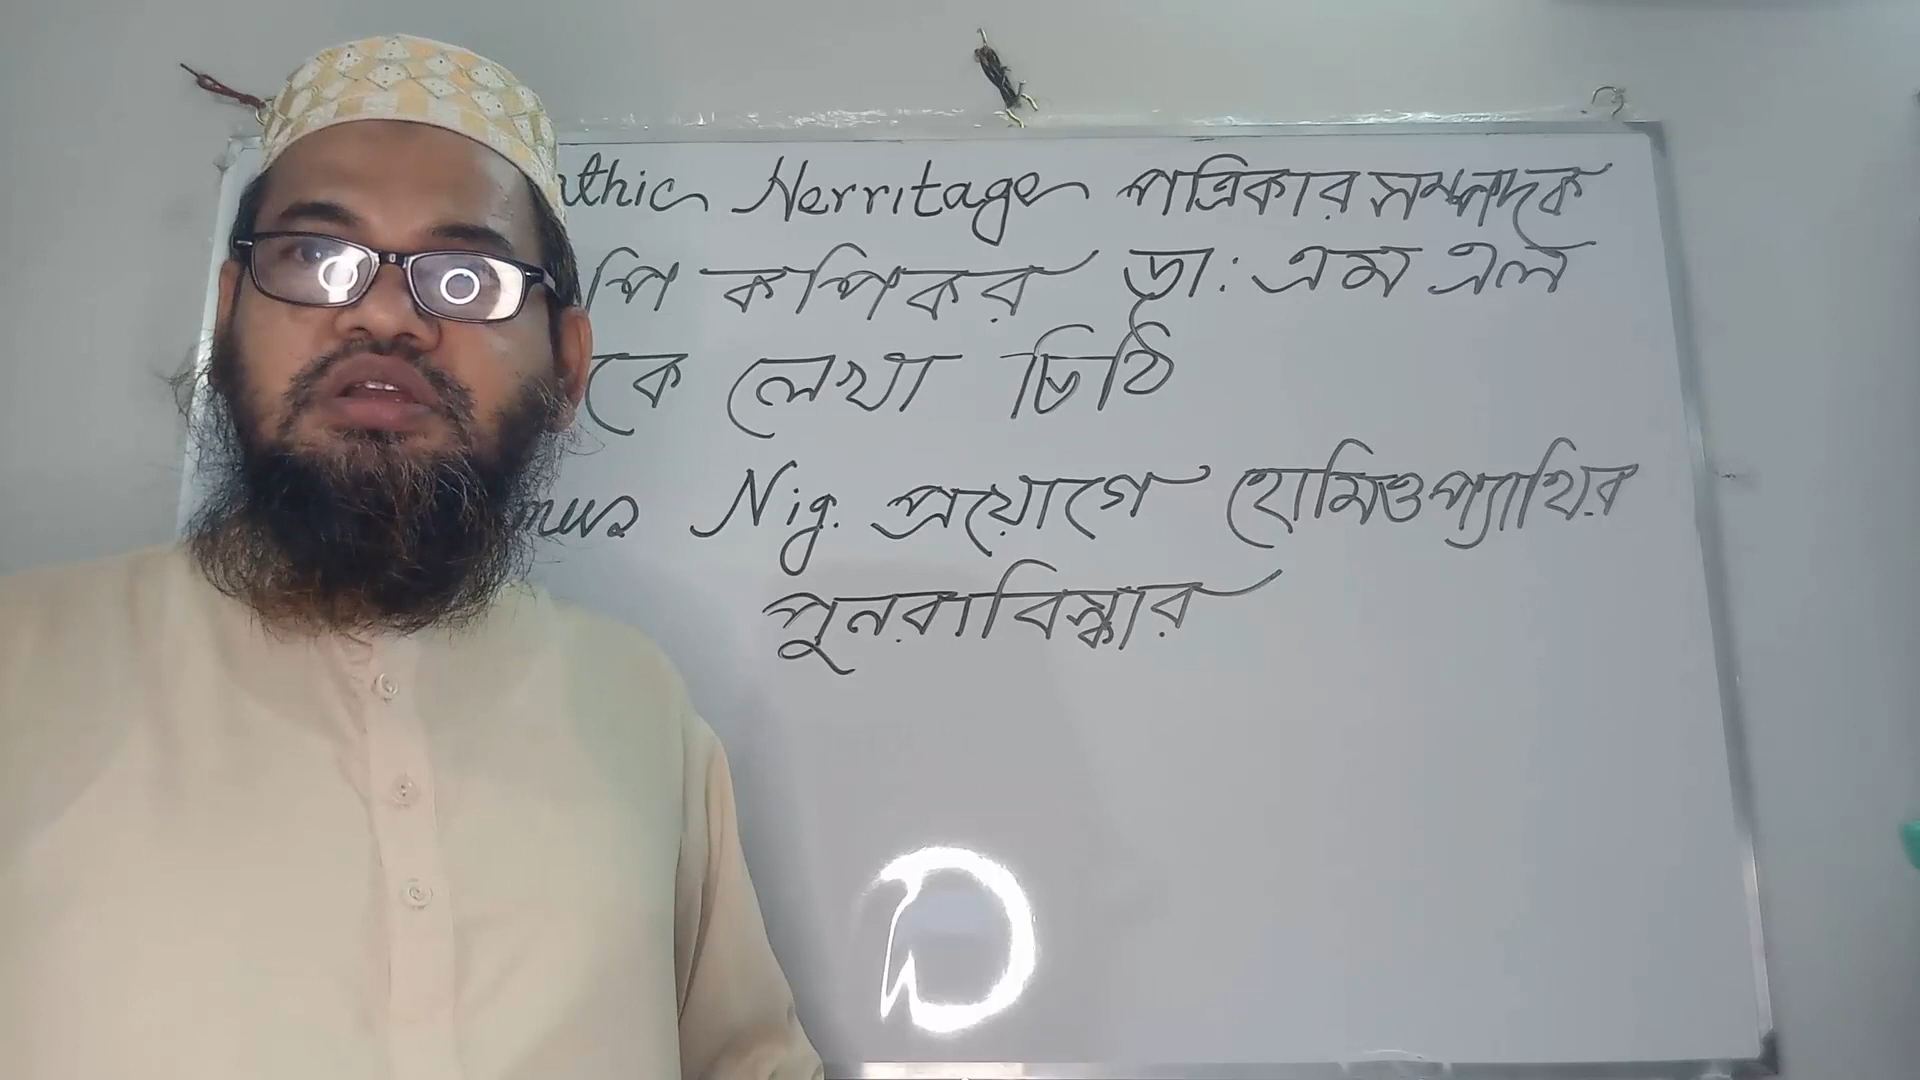 athic Herritage পত্রিকার সম্পাদক
পি কপিকর ডা: এম এল
কে লেখা চিঠি
Nig. প্রয়োগে হোমিওপ্যাথির
পুনরাবিস্কার